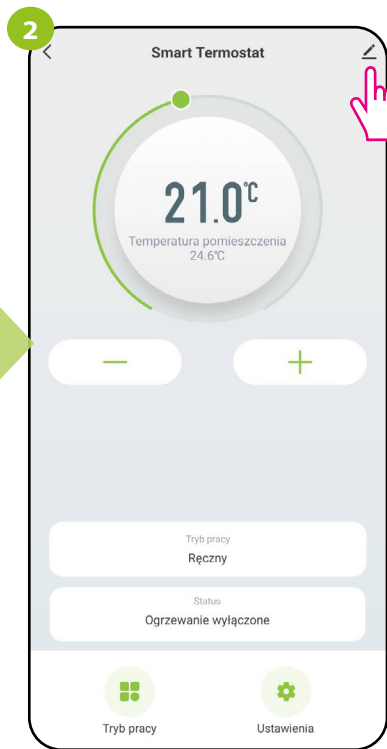 2
Smart Termostat
21.0°C
Temperatura pomieszczenia
24.6°C
Tryb pracy
Ręczny
Status
Ogrzewanie wyłączone
Tryb pracy
Ustawienia